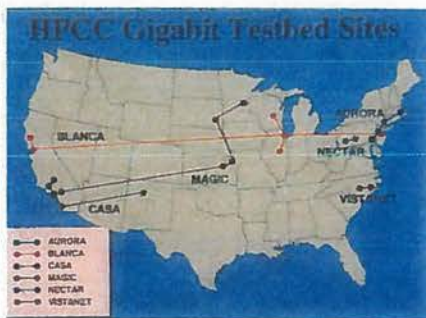 HPCC Gigabit Testbed Sites
AURORA
BLANCA
NECTAR
MAGIC
VISTANET
CASA
AURORA
BLANCA
CASA
MAGIC
NECTAR
VISTANET